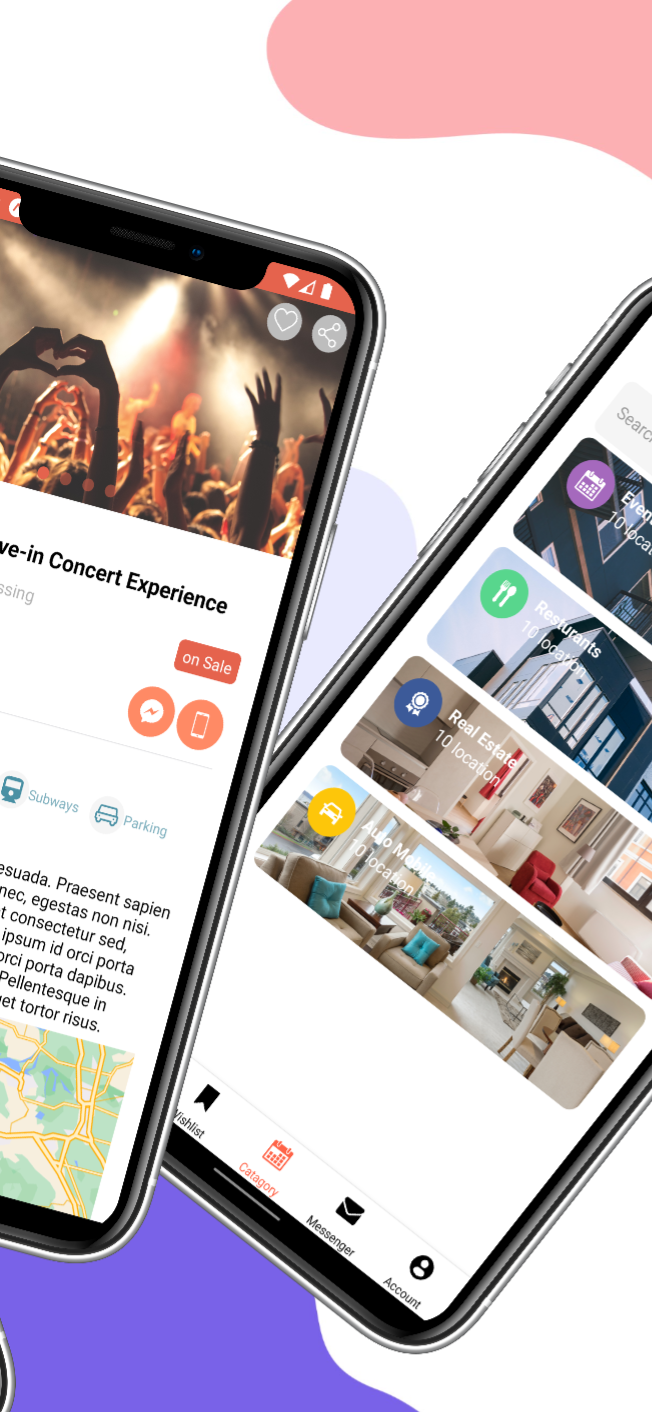 ve-in Concert Experience
ssing
on Sale
Subways
Parking
esuada. Praesent sapien
nec, egestas non nisi.
t consectetur sed,
ipsum id orci porta
orci porta dapibus.
Pellentesque in
get tortor risus.
Searc
Even
10 locat
Resturants
10 location
Real Estate
10 location
Auto Mobile
10 location
Wishlist
Catagory
Messenger
Account